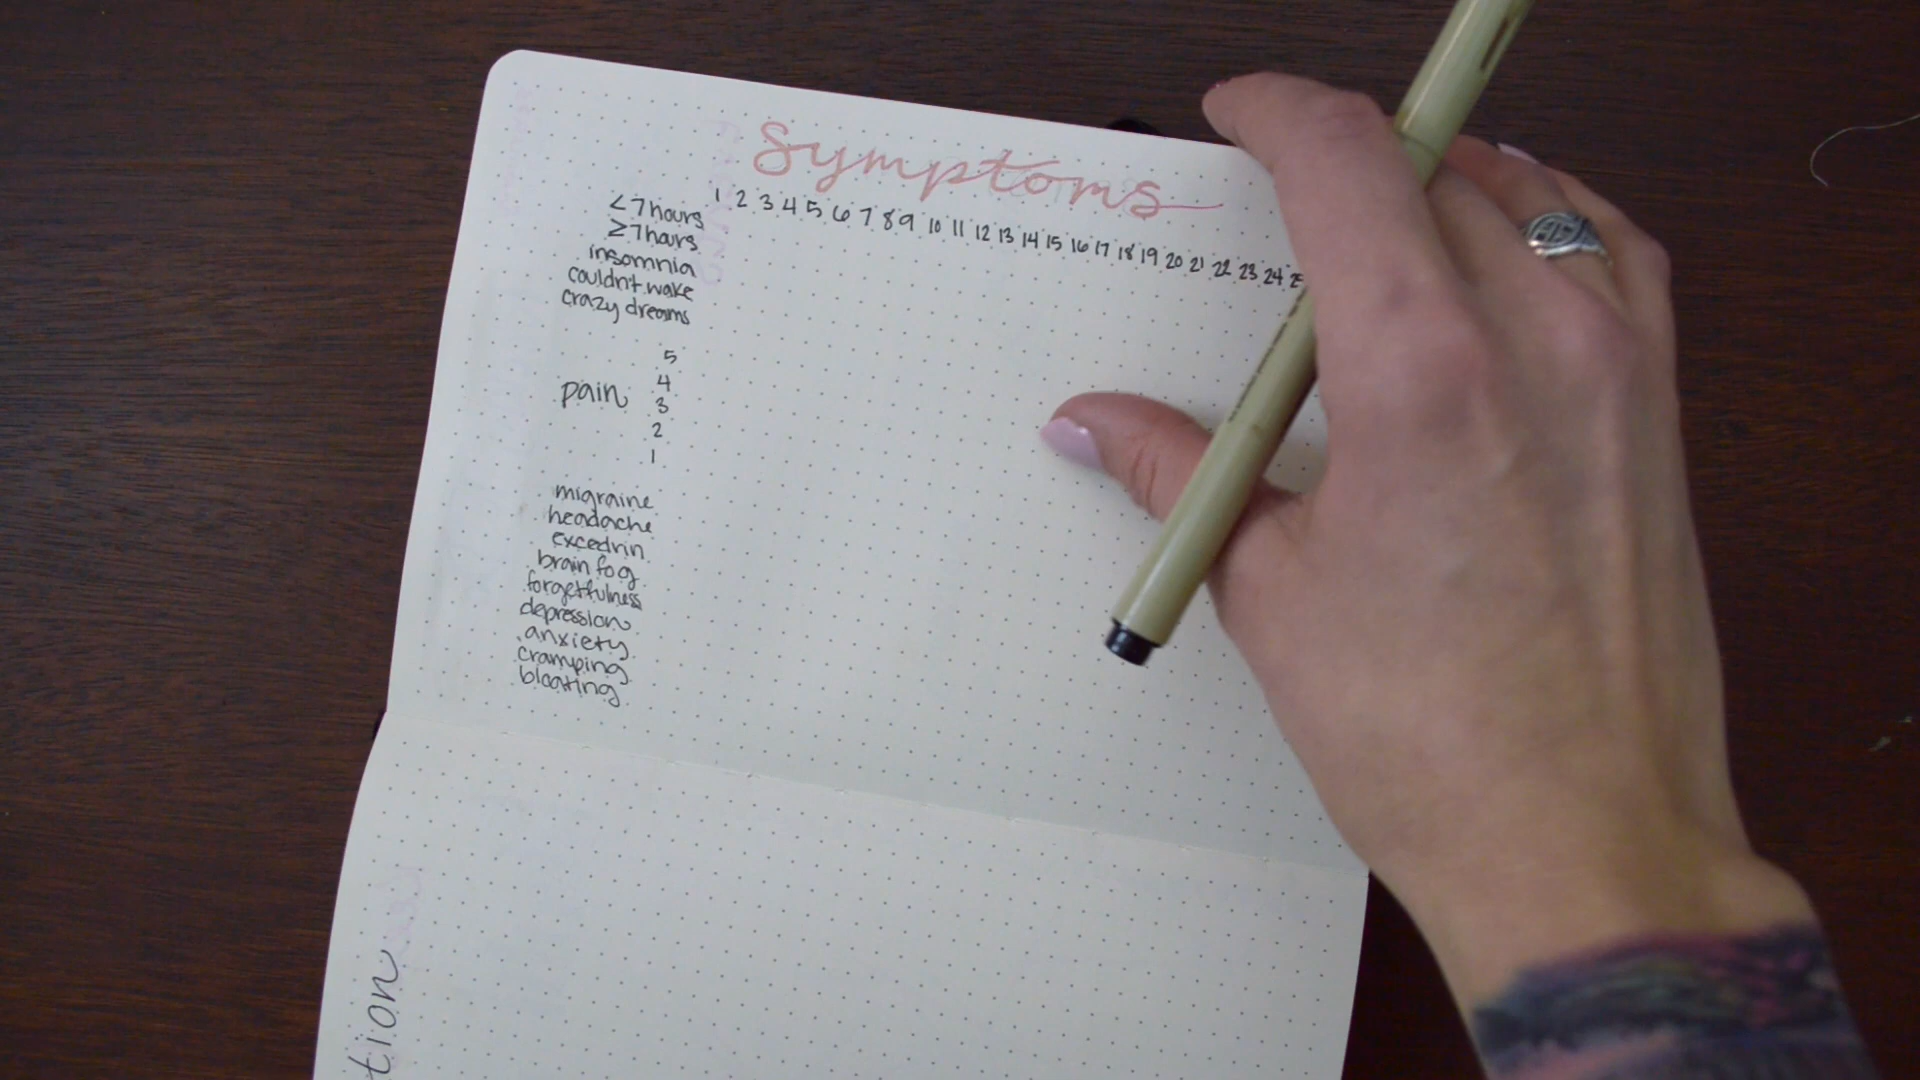 Symptoms
1 2 3 4 5 6 7 8 9 10 11 12 13 14 15 16 17 18 19 20 21 22 23 24 25
<7 hours
≥7 hours
insomnia
couldn't wake
crazy dreams
5
4
pain 3
2
1
migraine
headache
excedrin
brain fog
forgetfulness
depression
anxiety
cramping
bloating
tion